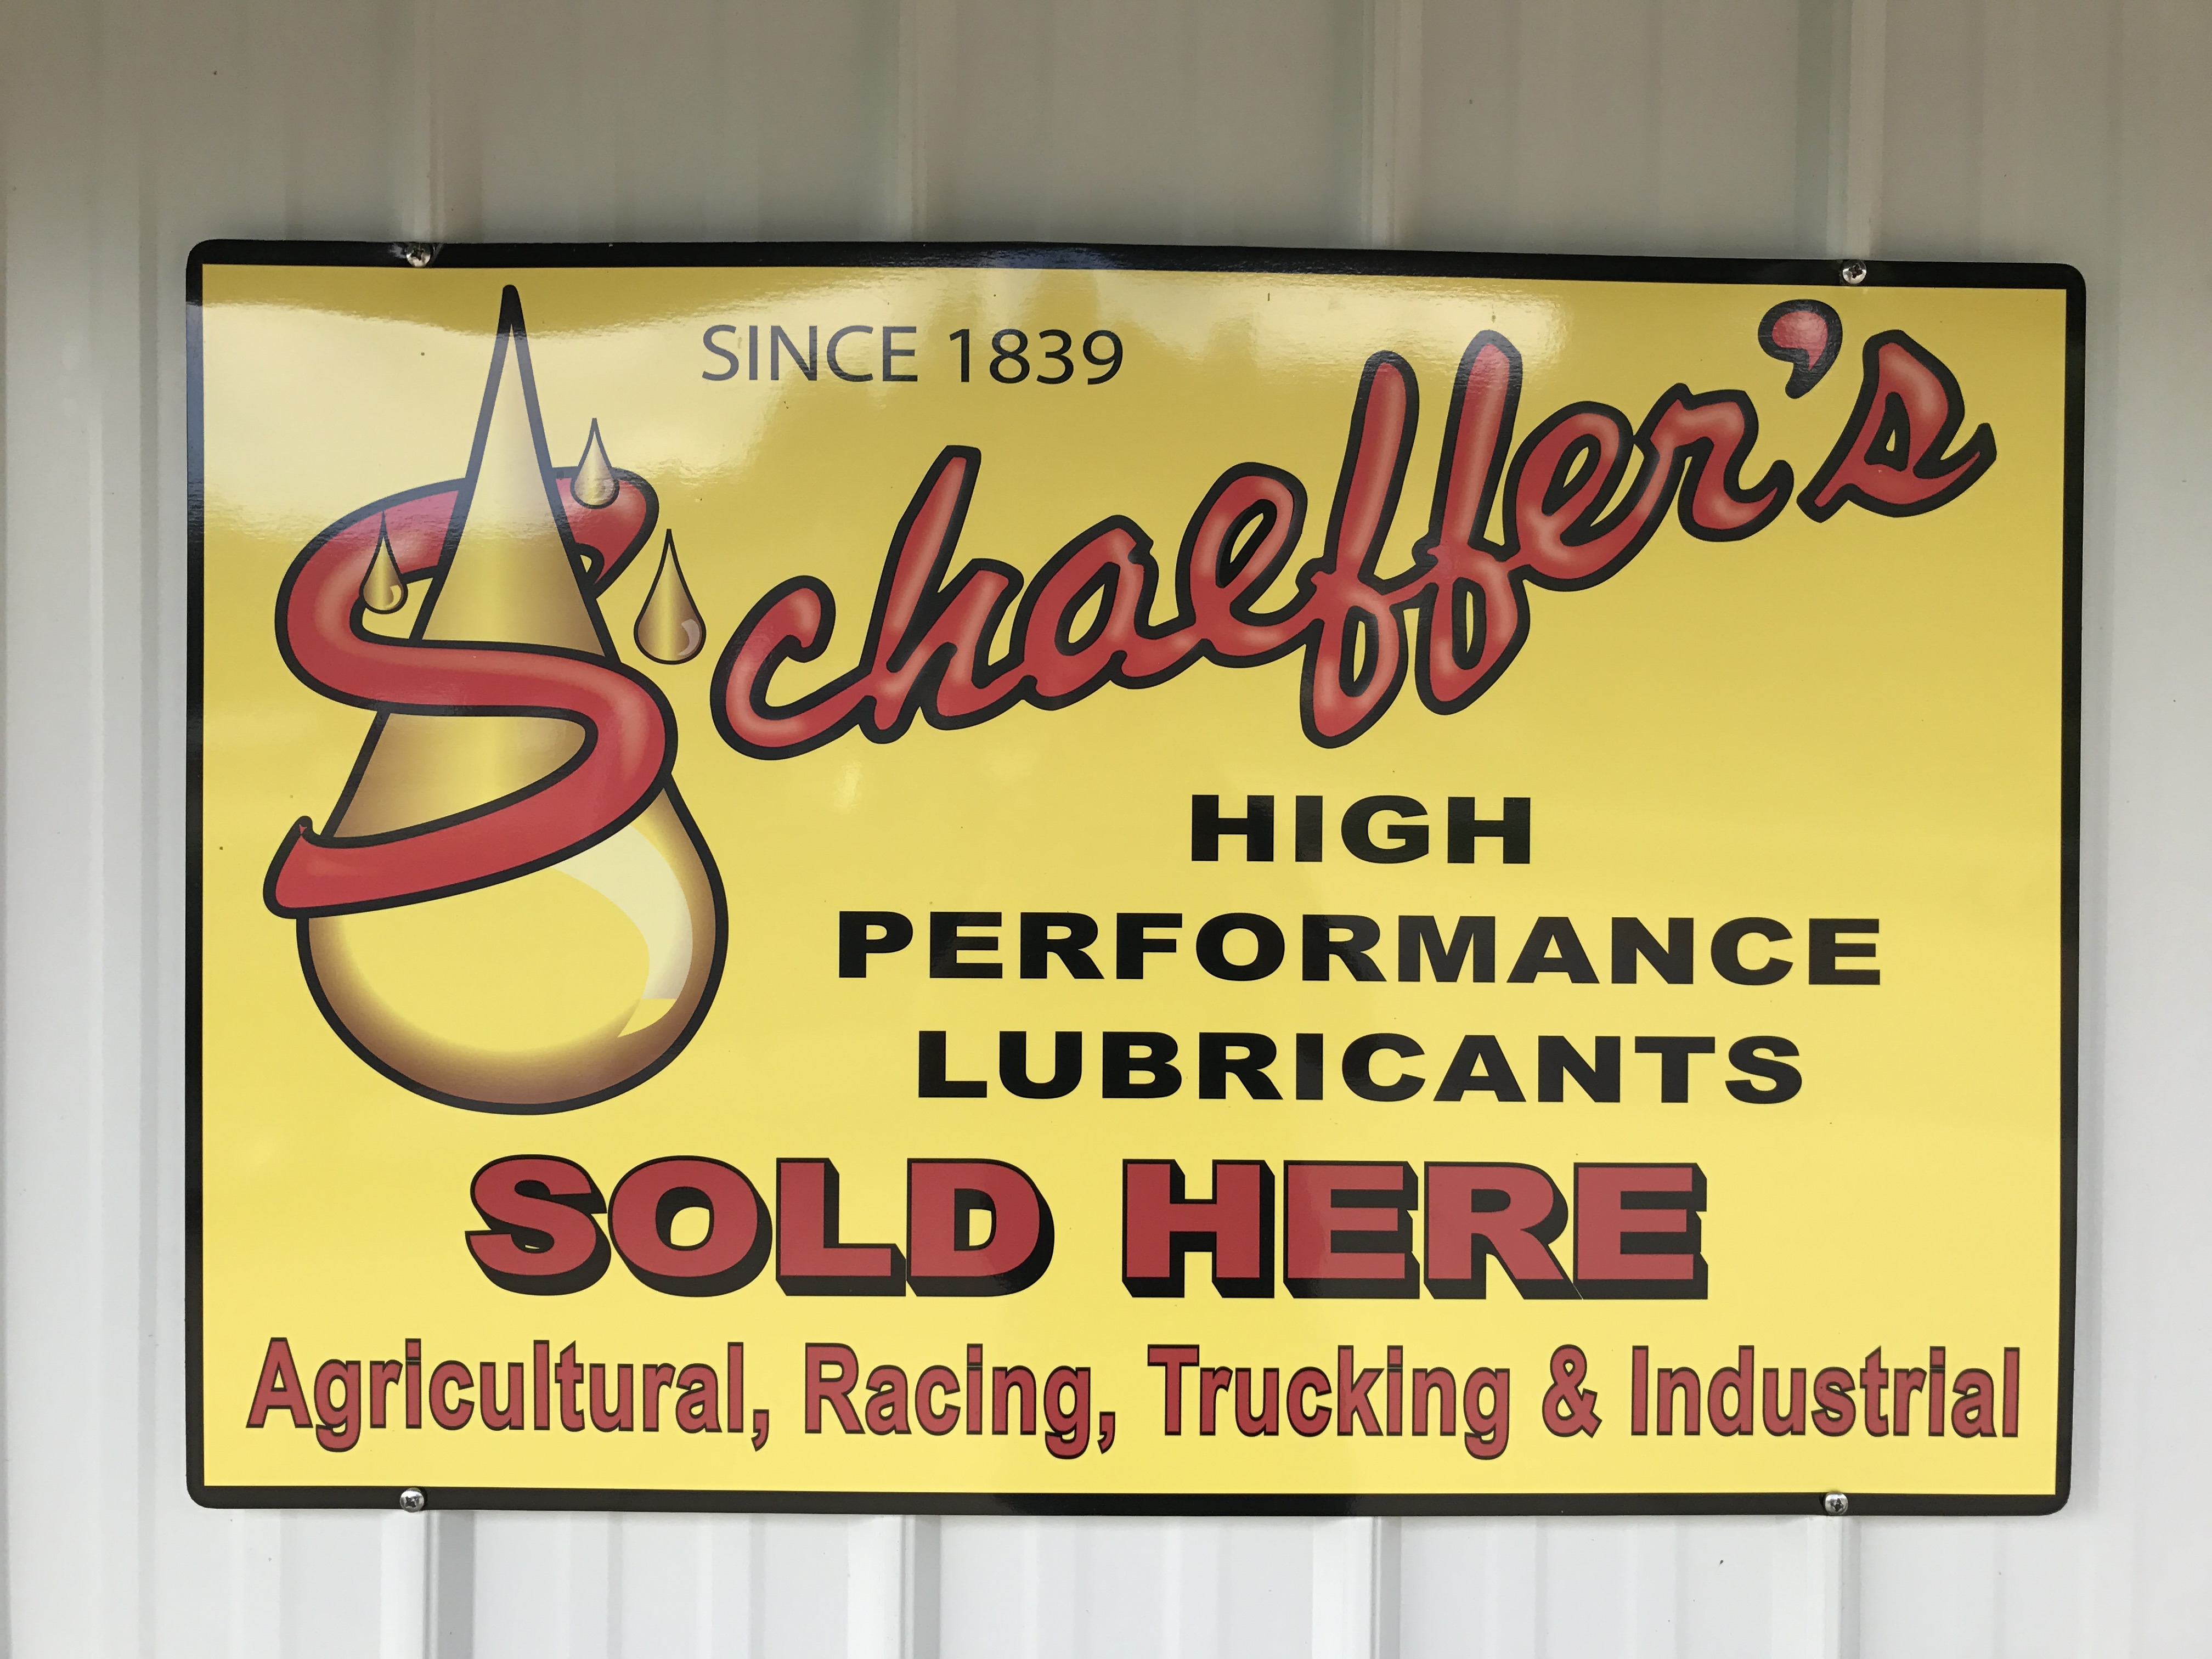 SINCE 1839
Schaeffer's
HIGH
PERFORMANCE
LUBRICANTS
SOLD HERE
Agricultural, Racing, Trucking & Industrial